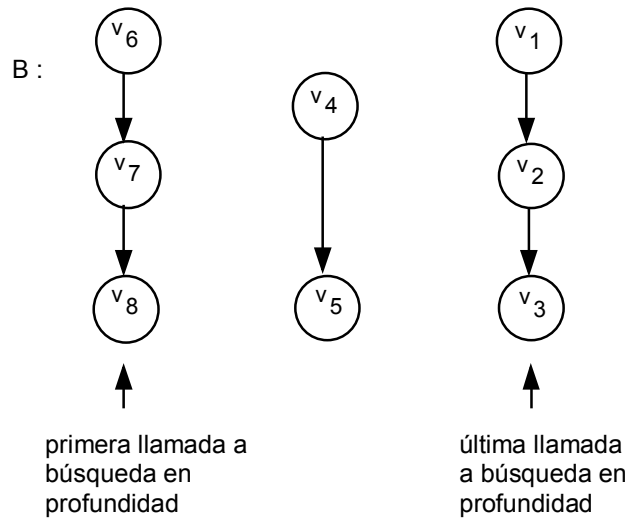 B :
v6
v7
v8
v4
v5
v1
v2
v3
primera llamada a
búsqueda en
profundidad
última llamada
a búsqueda en
profundidad